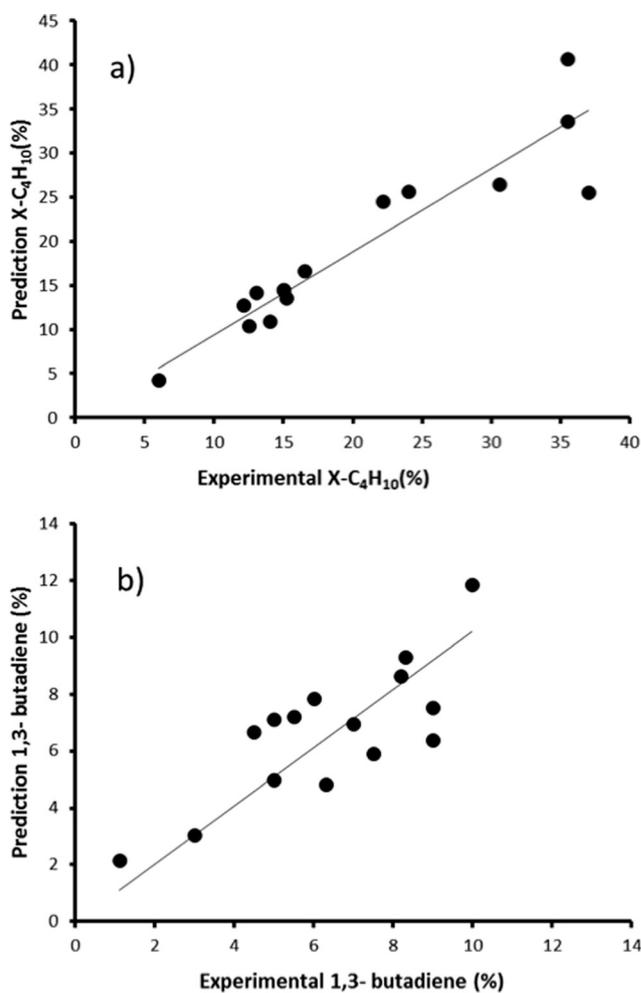 a)
Prediction X-C₄H₁₀(%)
45
40
35
30
25
20
15
10
5
0
0 5 10 15 20 25 30 35 40
Experimental X-C₄H₁₀(%)
b)
Prediction 1,3- butadiene (%)
14
12
10
8
6
4
2
0
0 2 4 6 8 10 12 14
Experimental 1,3- butadiene (%)